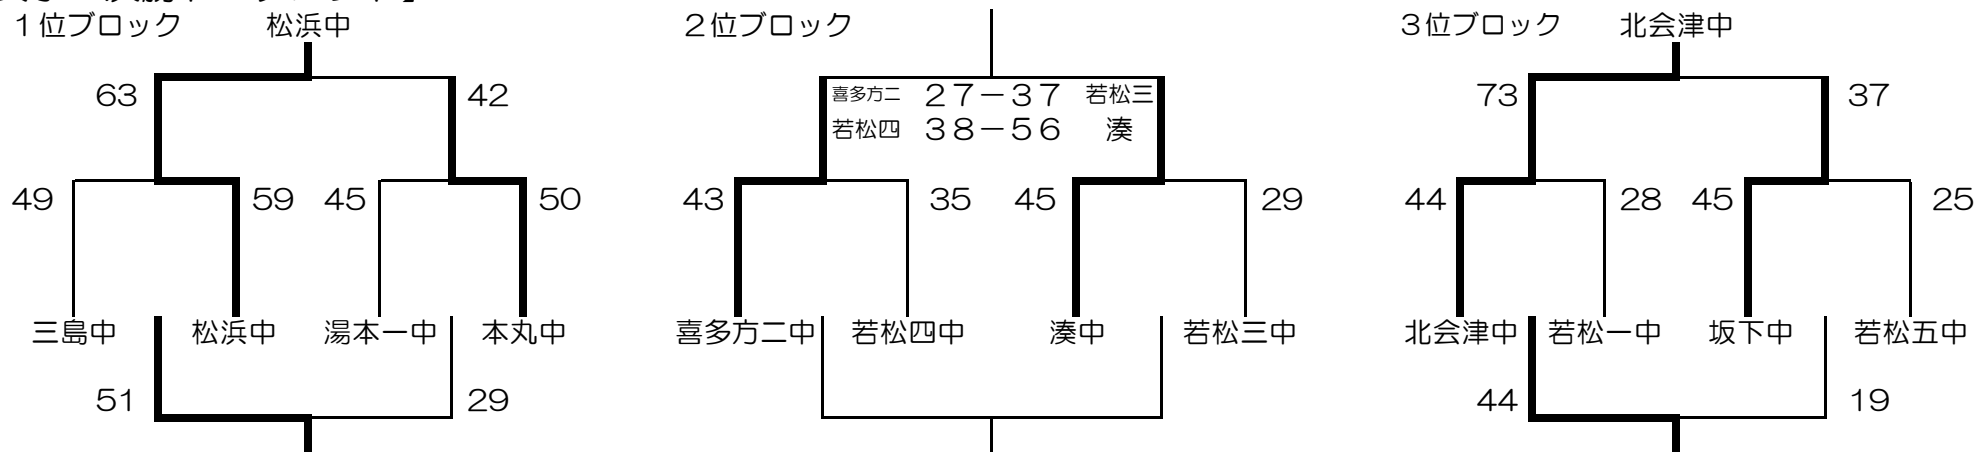 １位ブロック 松浜中 ２位ブロック ３位ブロック 北会津中
63 42 喜多方二 ２７－３７ 若松三 73 37
若松四 ３８－５６ 湊
49 59 45 50 43 35 45 29 44 28 45 25
三島中 松浜中 湯本一中 本丸中 喜多方二中 若松四中 湊中 若松三中 北会津中 若松一中 坂下中 若松五中
51 29 44 19